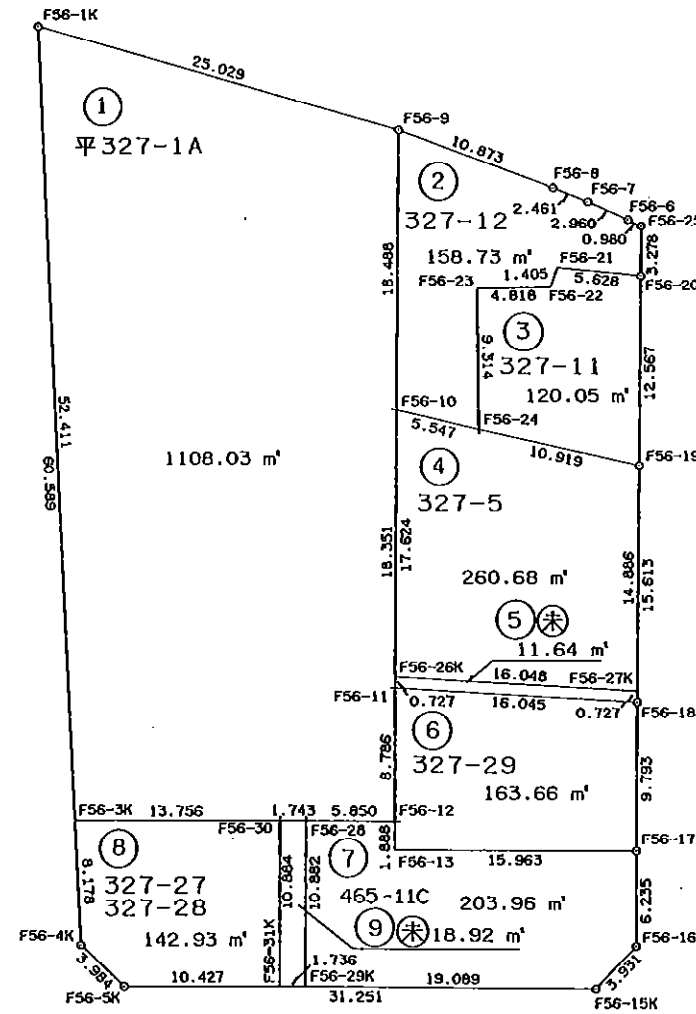 F56-1K
25.029
①
平327-1A
F56-9
10.873
F56-8
F56-7
F56-6
F56-25
②
327-12
2.461
2.960
0.980
3.278
158.73 ㎡
F56-21
F56-20
18.488
F56-23
1.405
5.628
4.818
F56-22
③
327-11
9.314
120.05 ㎡
12.567
F56-10
F56-24
5.547
10.919
F56-19
52.411
60.589
1108.03 ㎡
④
327-5
18.351
17.624
14.886
15.613
260.68 ㎡
⑤ 未
11.64 ㎡
F56-26K
16.048
F56-27K
F56-11
0.727
16.045
0.727
F56-18
⑥
327-29
8.786
163.66 ㎡
9.793
F56-3K
13.756
1.743
5.850
F56-12
F56-30
F56-28
1.888
F56-13
15.963
F56-17
⑧
327-27
327-28
142.93 ㎡
8.178
10.884
10.882
⑦
465-11C
203.96 ㎡
6.235
⑨ 未 18.92 ㎡
F56-4K
F56-16
3.984
F56-31K
1.736
3.931
F56-5K
10.427
F56-29K
19.089
31.251
F56-15K